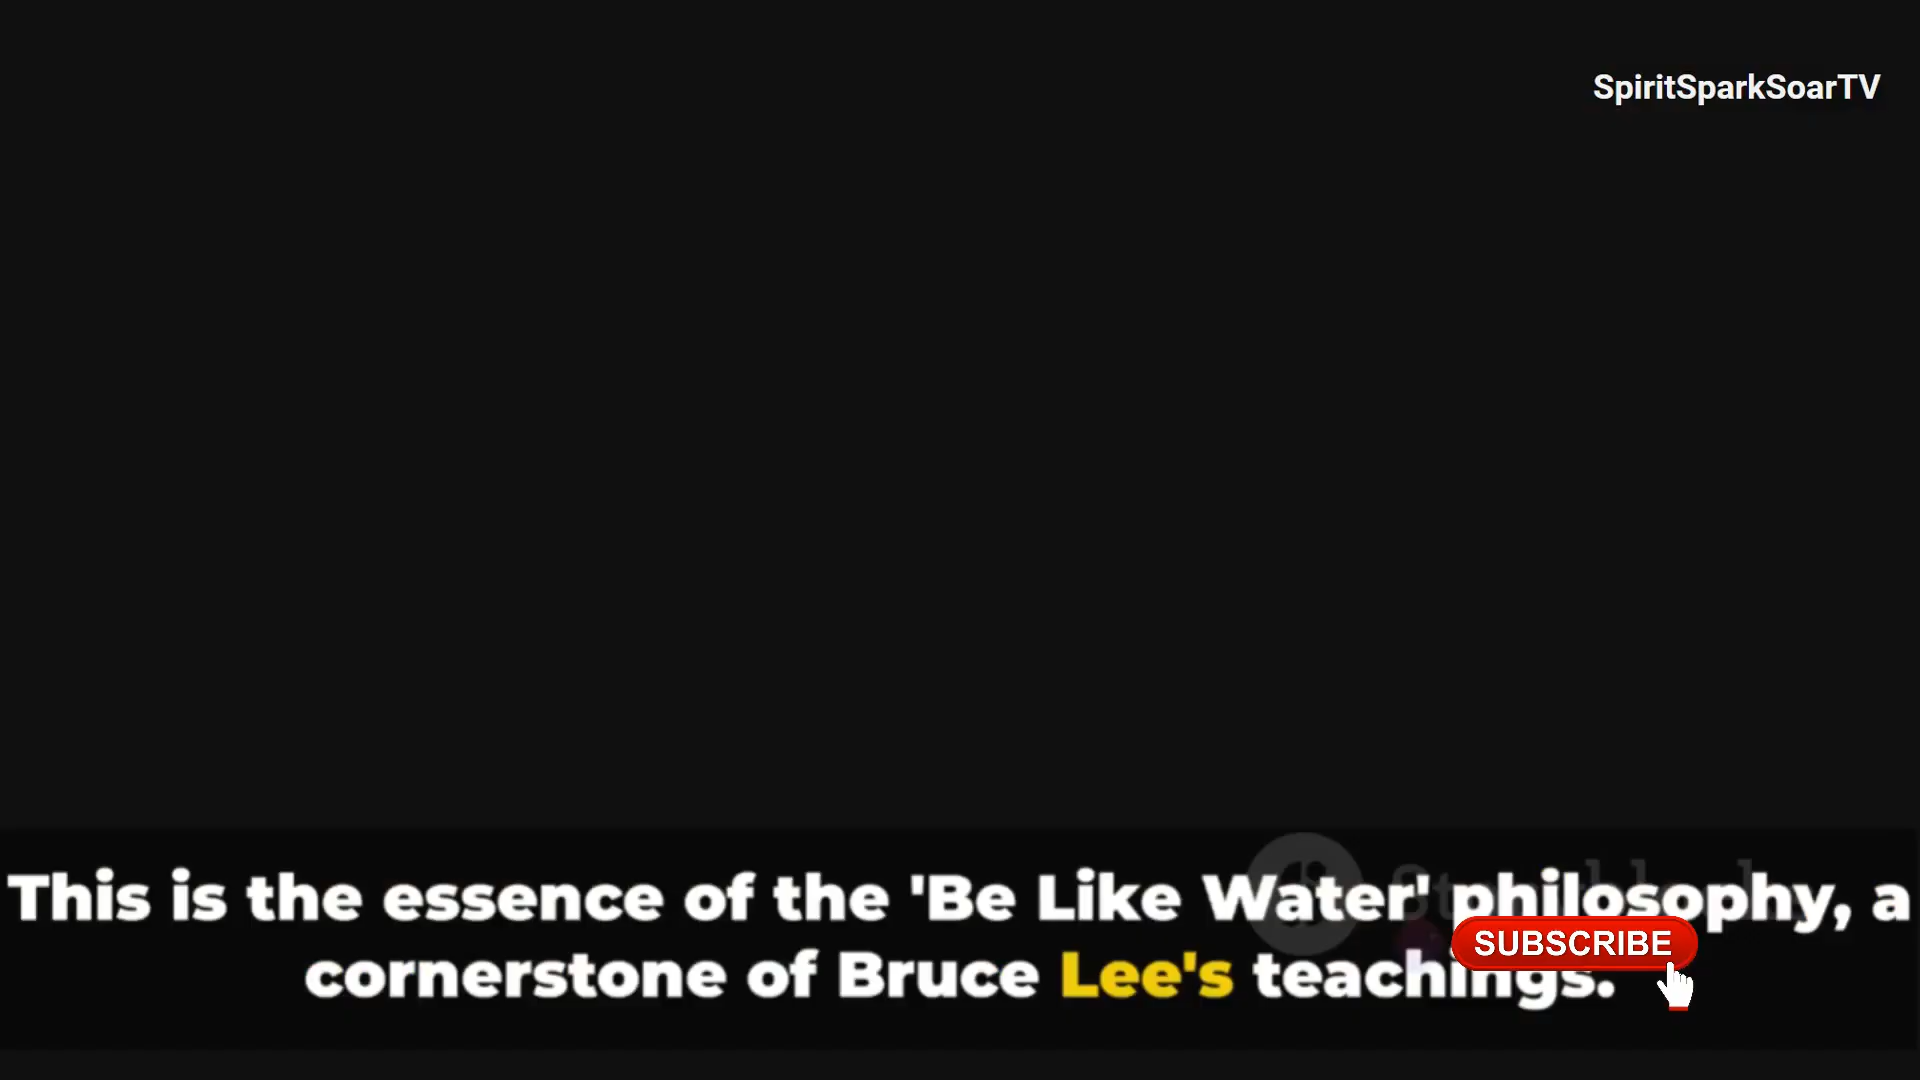 SpiritSparkSoarTV
This is the essence of the 'Be Like Water' philosophy, a
cornerstone of Bruce Lee's teachings.
SUBSCRIBE